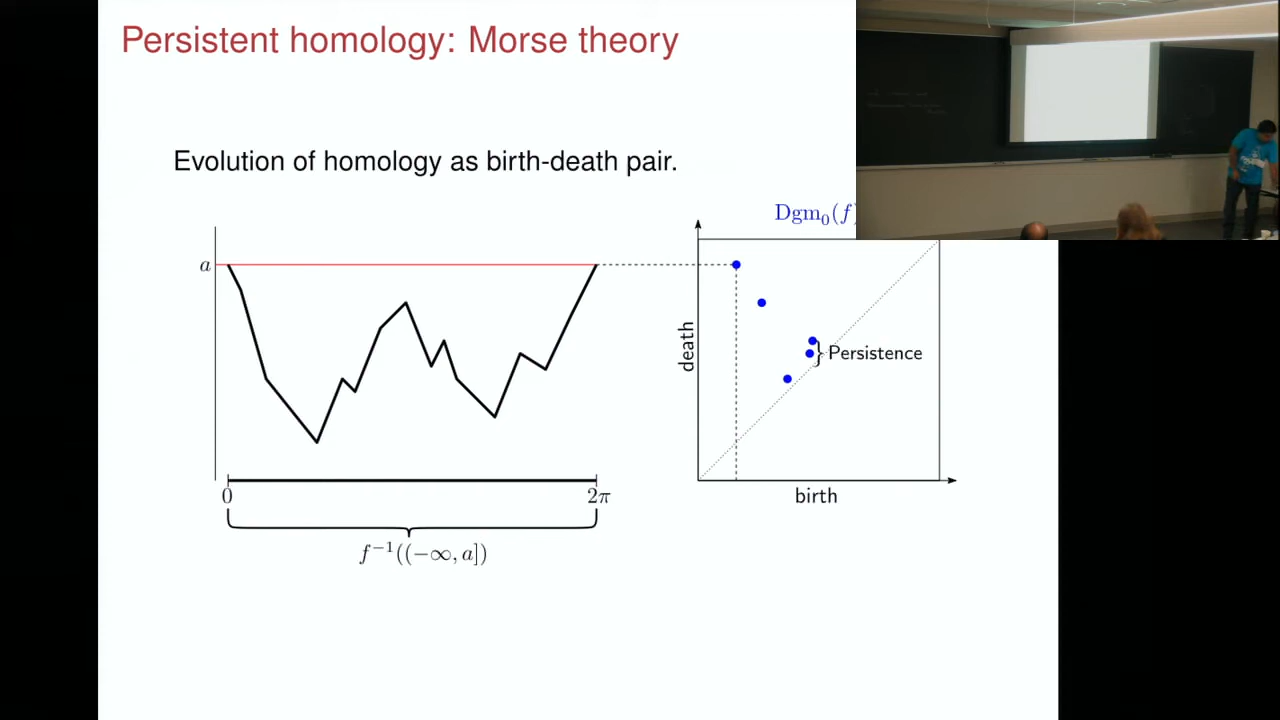 Persistent homology: Morse theory
Evolution of homology as birth-death pair.
Dgm₀(f
a
death
} Persistence
0
2π
birth
f⁻¹((−∞, a])